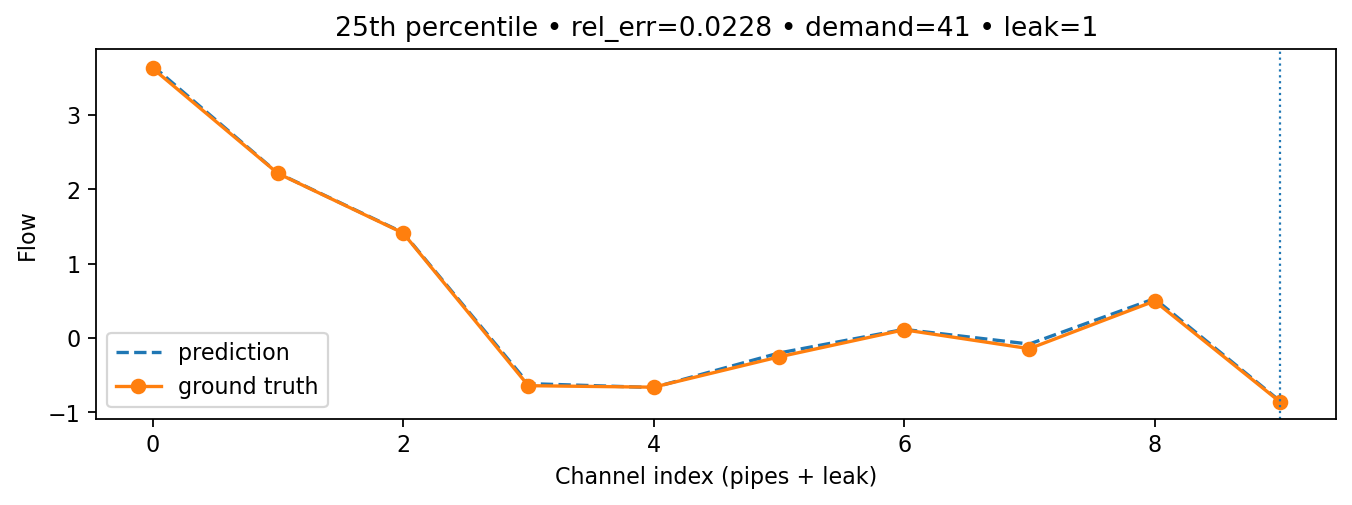 25th percentile • rel_err=0.0228 • demand=41 • leak=1
Flow
3
2
1
0
−1
prediction
ground truth
0 2 4 6 8
Channel index (pipes + leak)